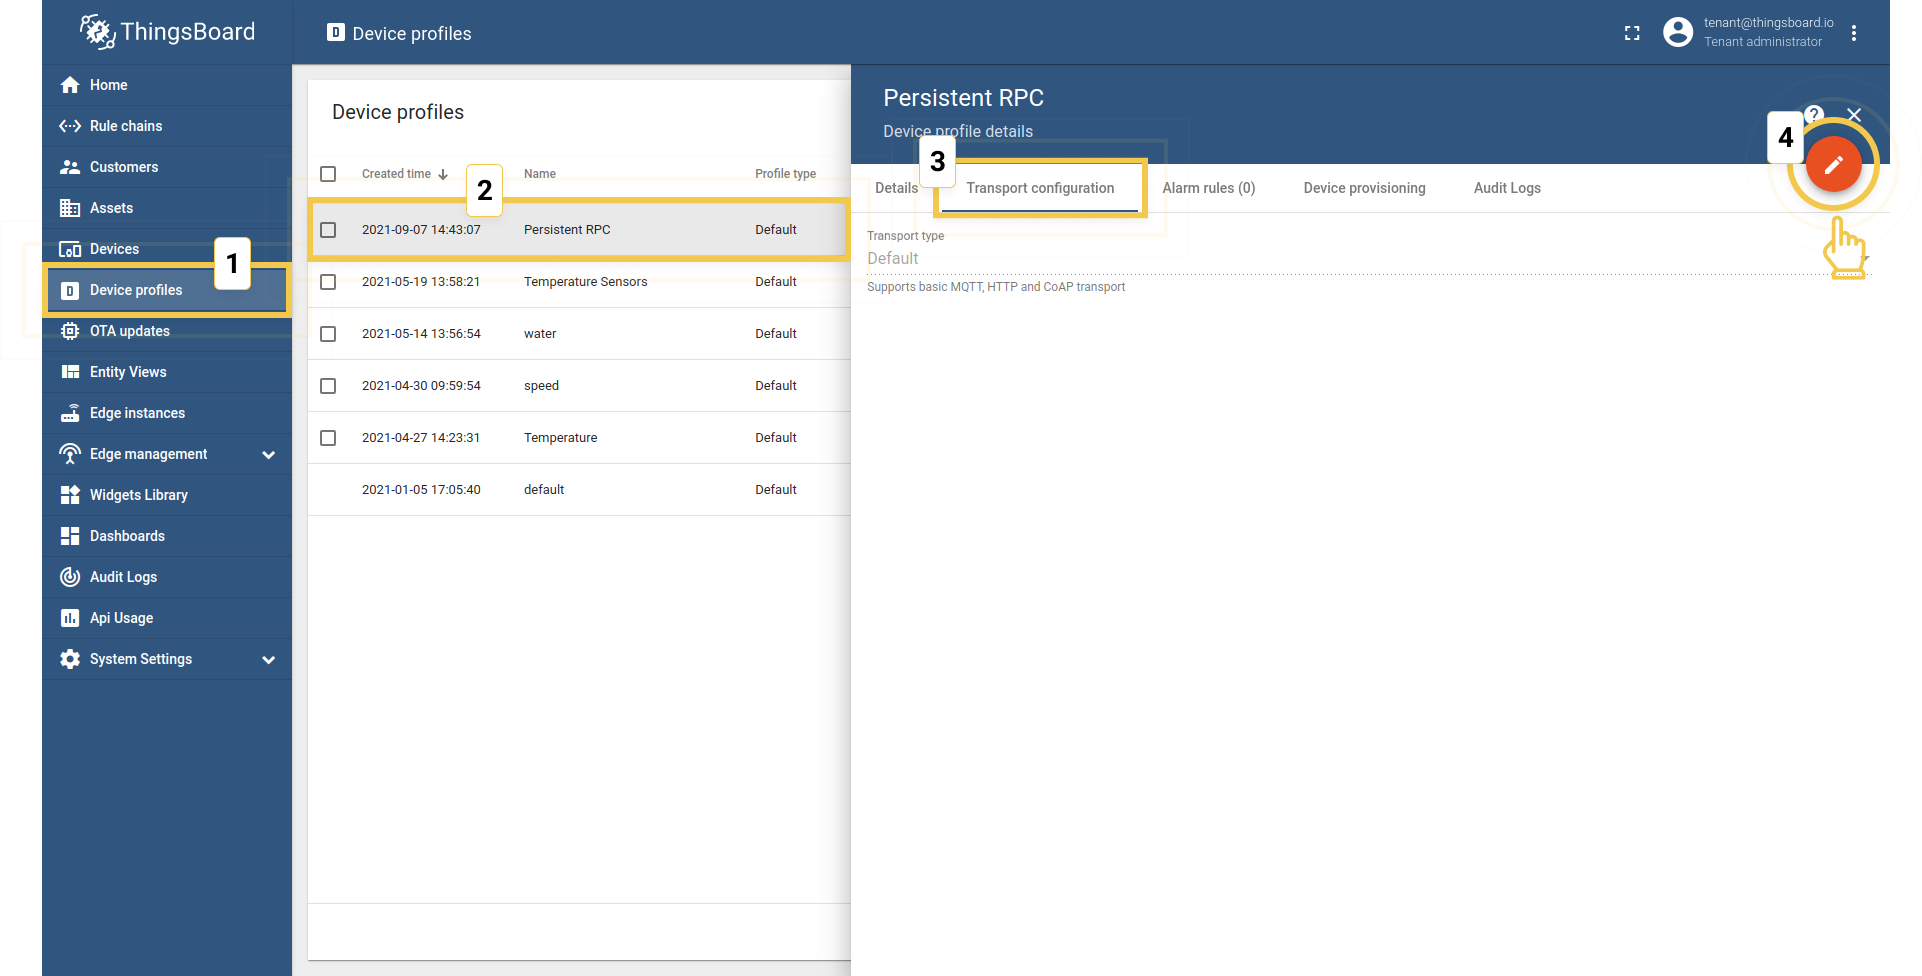 ThingsBoard
Device profiles
tenant@thingsboard.io
Tenant administrator
Home
Rule chains
Customers
Assets
Devices
1
Device profiles
OTA updates
Entity Views
Edge instances
Edge management
Widgets Library
Dashboards
Audit Logs
Api Usage
System Settings
Device profiles
Created time Name Profile type
2
2021-09-07 14:43:07 Persistent RPC Default
2021-05-19 13:58:21 Temperature Sensors Default
2021-05-14 13:56:54 water Default
2021-04-30 09:59:54 speed Default
2021-04-27 14:23:31 Temperature Default
2021-01-05 17:05:40 default Default
Persistent RPC
Device profile details
?
4
3
Details Transport configuration Alarm rules (0) Device provisioning Audit Logs
Transport type
Default
Supports basic MQTT, HTTP and CoAP transport